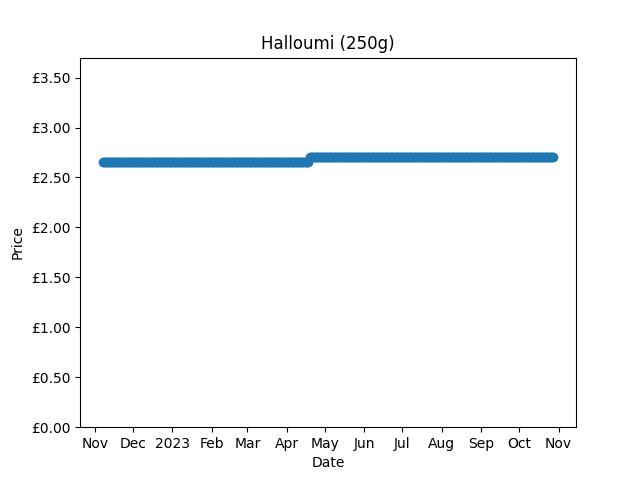 Halloumi (250g)
£3.50
£3.00
£2.50
£2.00
£1.50
£1.00
£0.50
£0.00
Price
Nov Dec 2023 Feb Mar Apr May Jun Jul Aug Sep Oct Nov
Date